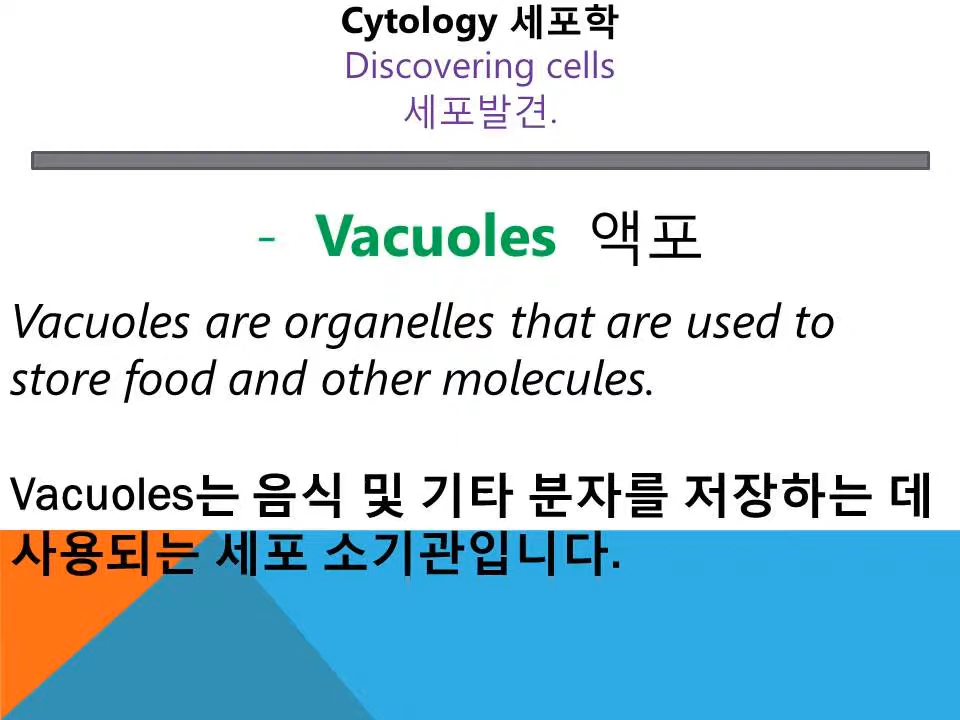 Cytology 세포학
Discovering cells
세포발견.
- Vacuoles 액포
Vacuoles are organelles that are used to
store food and other molecules.
Vacuoles는 음식 및 기타 분자를 저장하는 데
사용되는 세포 소기관입니다.